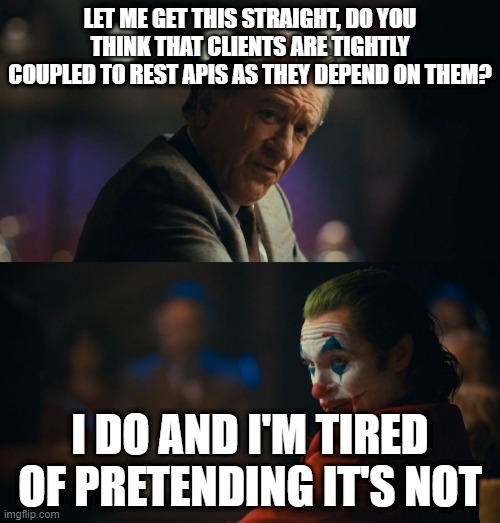 LET ME GET THIS STRAIGHT, DO YOU
THINK THAT CLIENTS ARE TIGHTLY
COUPLED TO REST APIS AS THEY DEPEND ON THEM?
I DO AND I'M TIRED
OF PRETENDING IT'S NOT
imgflip.com